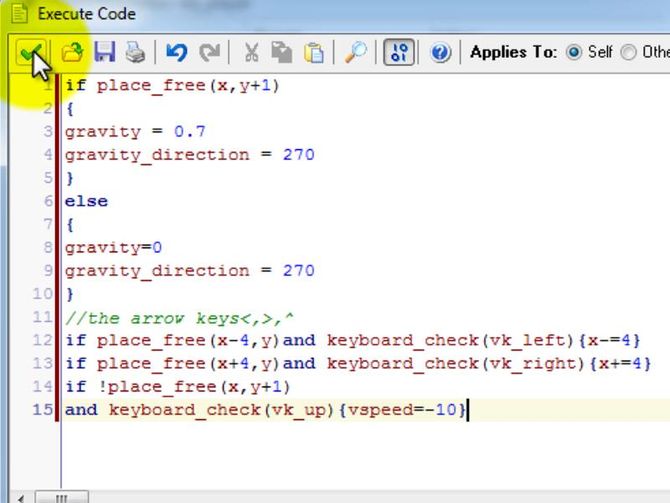 Execute Code
Applies To: Self Othe
1 if place_free(x,y+1)
2 {
3 gravity = 0.7
4 gravity_direction = 270
5 }
6 else
7 {
8 gravity=0
9 gravity_direction = 270
10 }
11 //the arrow keys<,>,^
12 if place_free(x-4,y)and keyboard_check(vk_left){x-=4}
13 if place_free(x+4,y)and keyboard_check(vk_right){x+=4}
14 if !place_free(x,y+1)
15 and keyboard_check(vk_up){vspeed=-10}